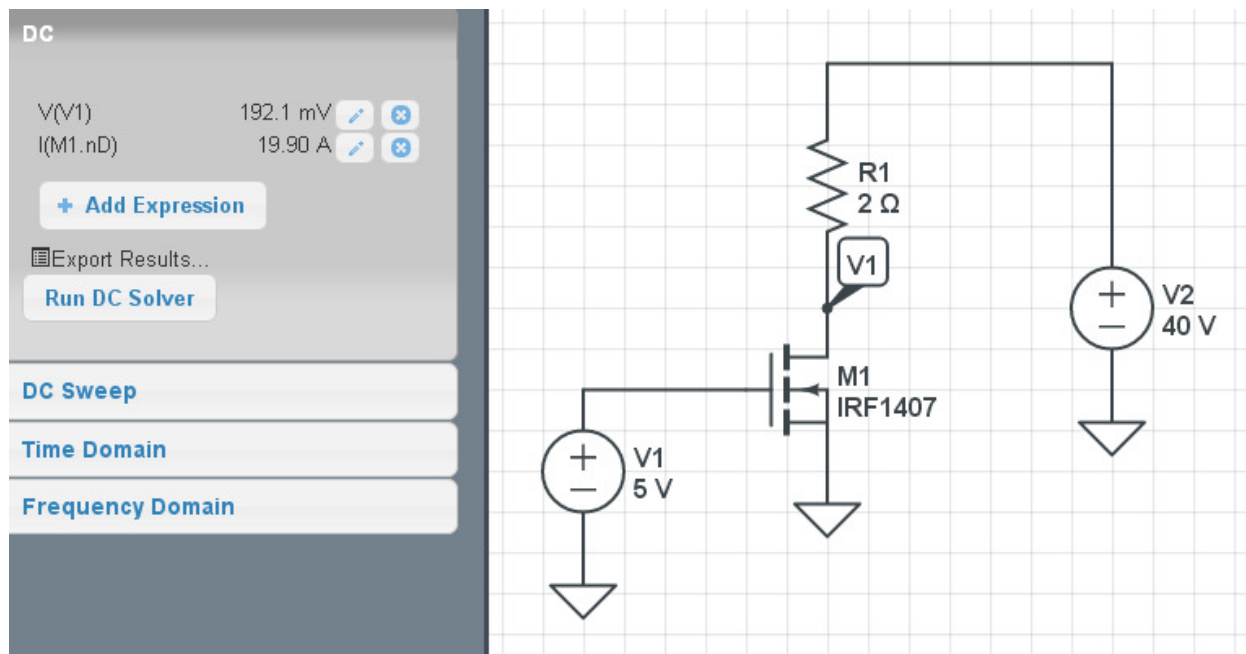 DC
V(V1) 192.1 mV
I(M1.nD) 19.90 A
+ Add Expression
Export Results...
Run DC Solver
DC Sweep
Time Domain
Frequency Domain
R1
2 Ω
V1
V2
40 V
M1
IRF1407
V1
5 V